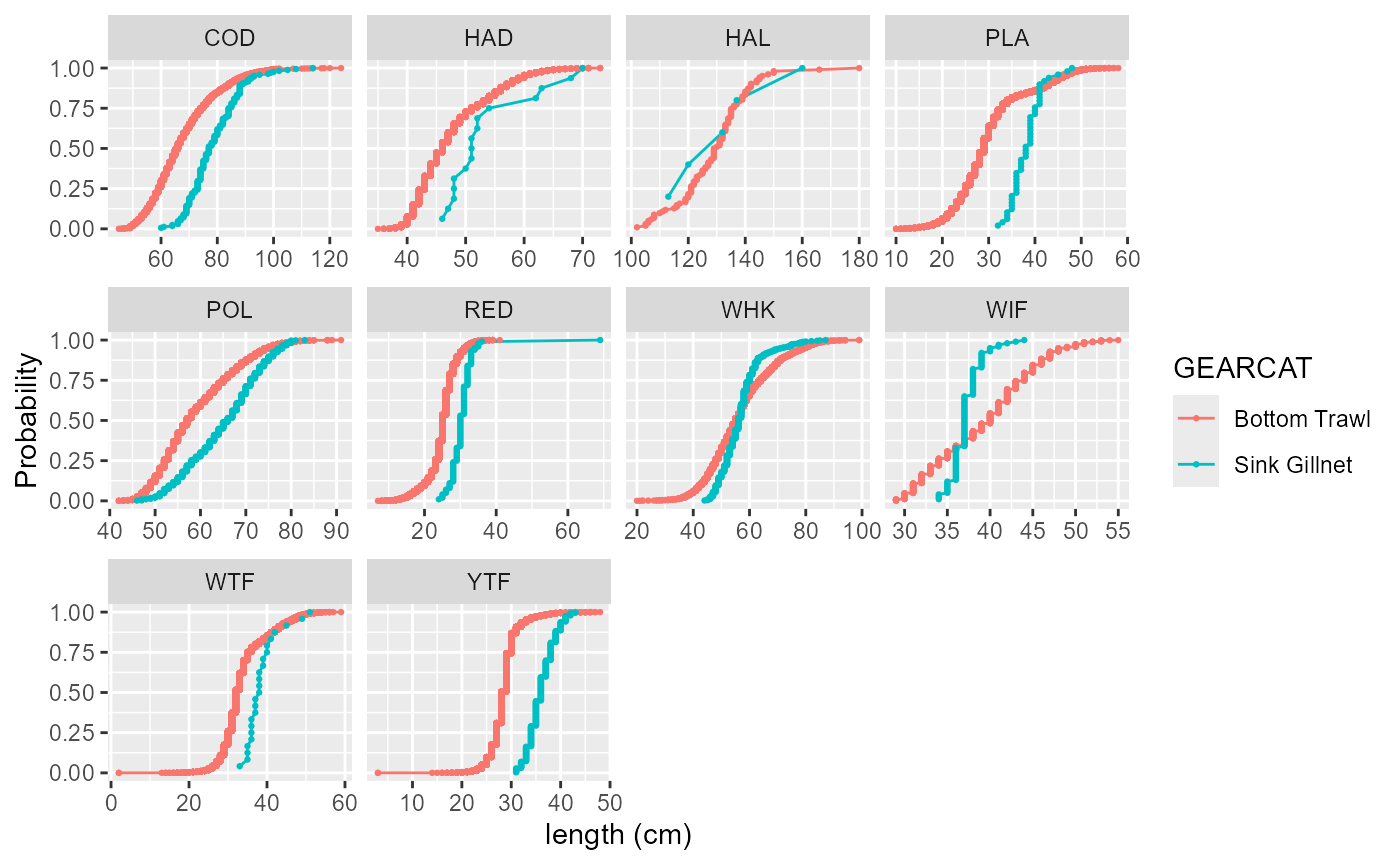 COD HAD HAL PLA
1.00
0.75
0.50
0.25
0.00
60 80 100 120 40 50 60 70 100 120 140 160 180 10 20 30 40 50 60
POL RED WHK WIF
1.00
0.75
0.50
0.25
0.00
40 50 60 70 80 90 20 40 60 20 40 60 80 100 30 35 40 45 50 55
WTF YTF
1.00
0.75
0.50
0.25
0.00
0 20 40 60 10 20 30 40 50
length (cm)
Probability
GEARCAT
Bottom Trawl
Sink Gillnet